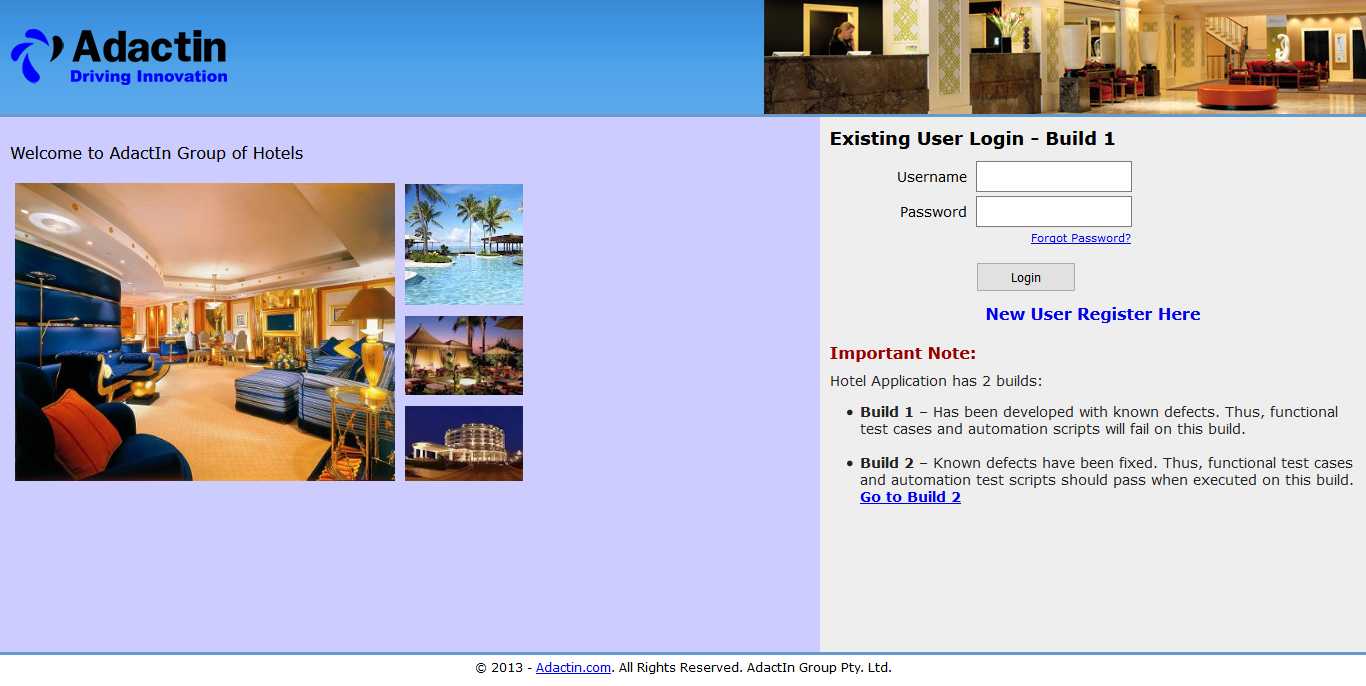 Adactin
Driving Innovation
Welcome to AdactIn Group of Hotels
Existing User Login - Build 1
Username
Password
Forgot Password?
Login
New User Register Here
Important Note:
Hotel Application has 2 builds:
• Build 1 – Has been developed with known defects. Thus, functional
test cases and automation scripts will fail on this build.
• Build 2 – Known defects have been fixed. Thus, functional test cases
and automation test scripts should pass when executed on this build.
Go to Build 2
© 2013 - Adactin.com. All Rights Reserved. AdactIn Group Pty. Ltd.